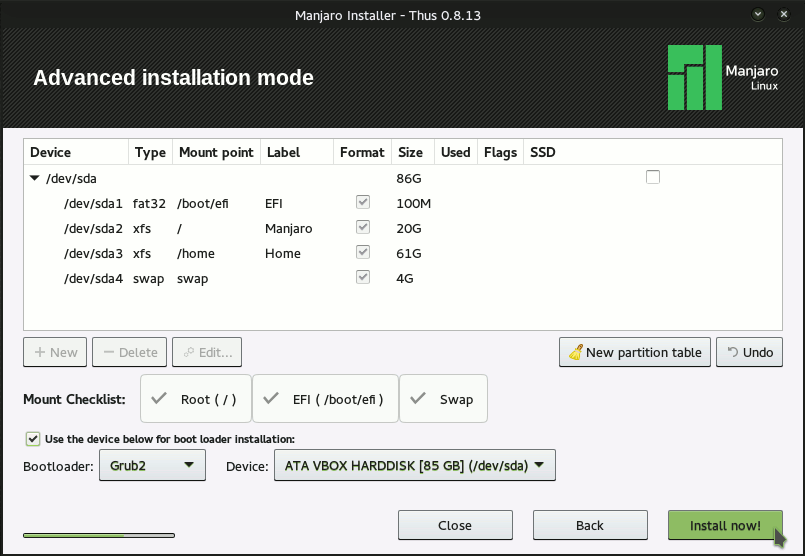 Manjaro Installer - Thus 0.8.13
Advanced installation mode
Manjaro
Linux
Device Type Mount point Label Format Size Used Flags SSD
/dev/sda 86G
/dev/sda1 fat32 /boot/efi EFI 100M
/dev/sda2 xfs / Manjaro 20G
/dev/sda3 xfs /home Home 61G
/dev/sda4 swap swap 4G
New Delete Edit... New partition table Undo
Mount Checklist: Root ( / ) EFI ( /boot/efi ) Swap
Use the device below for boot loader installation:
Bootloader: Grub2 Device: ATA VBOX HARDDISK [85 GB] (/dev/sda)
Close Back Install now!